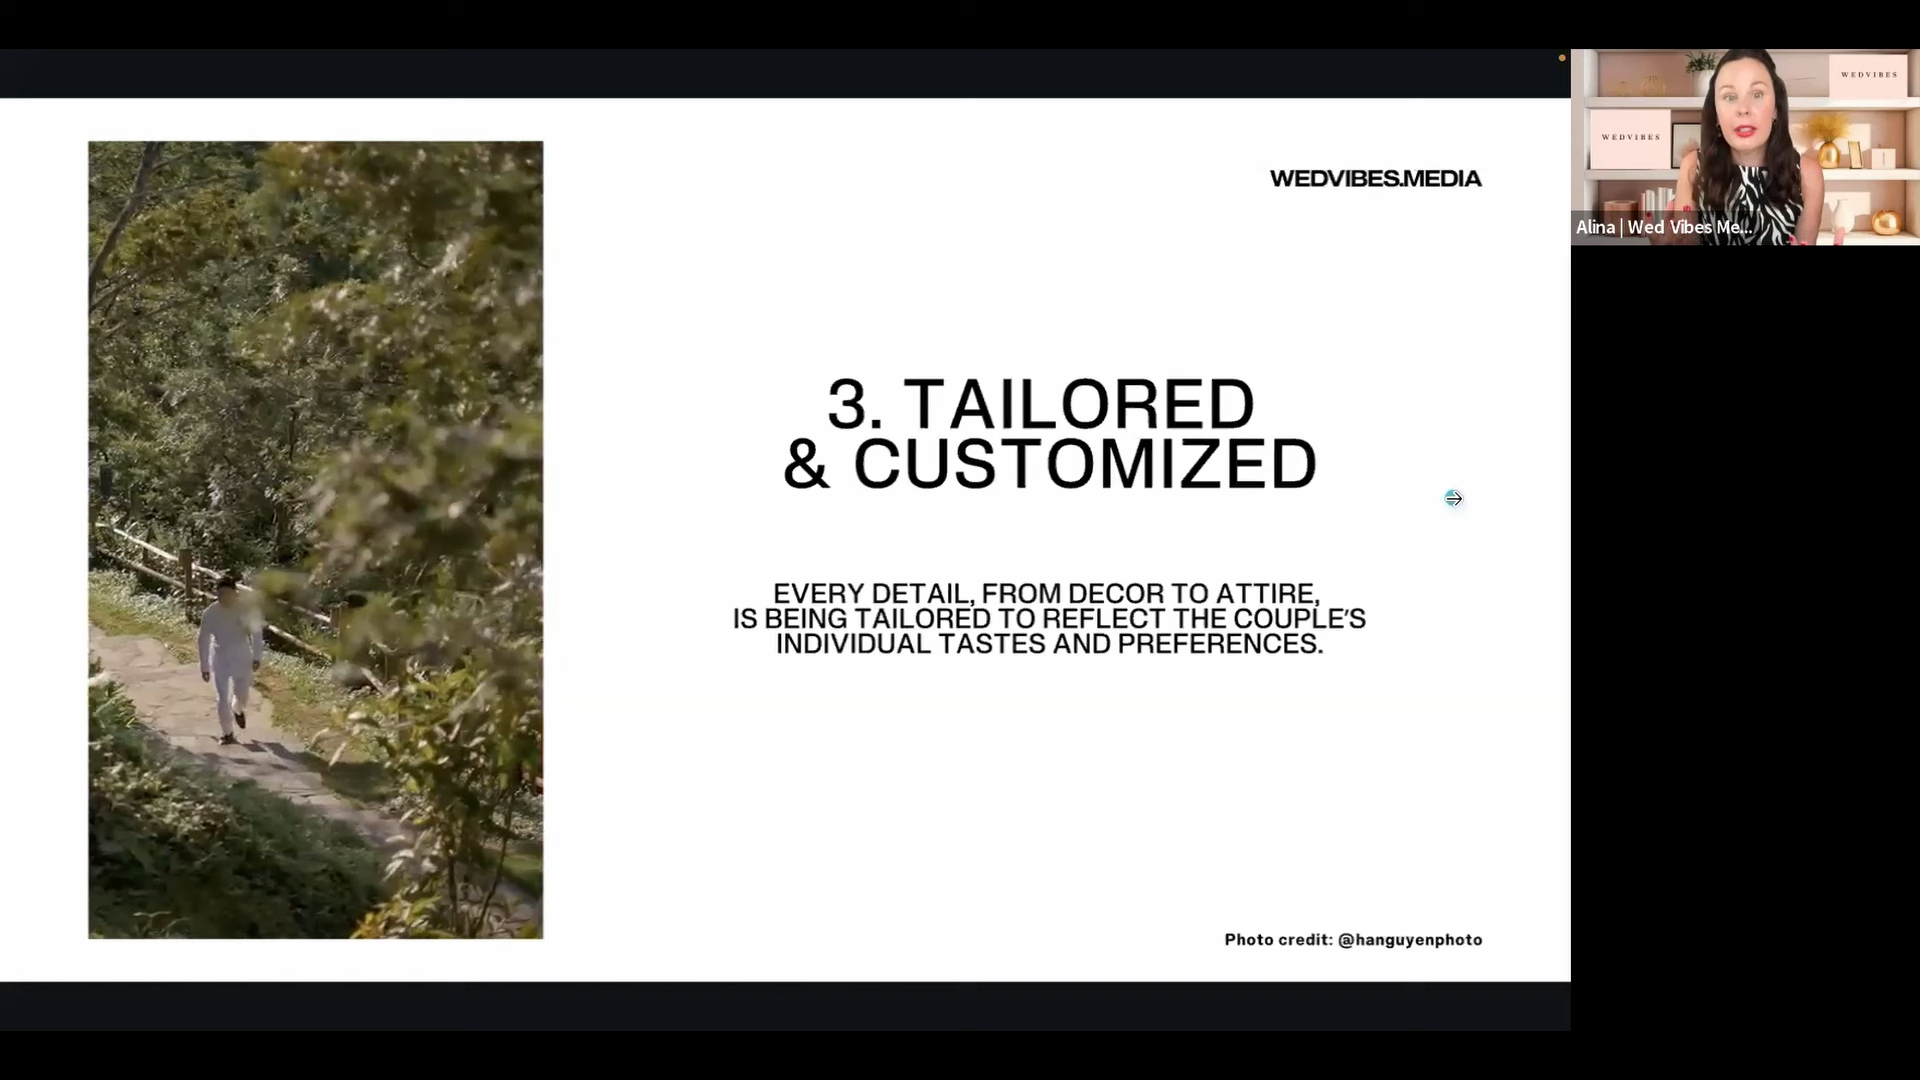 WEDVIBES.MEDIA
3. TAILORED
& CUSTOMIZED
EVERY DETAIL, FROM DECOR TO ATTIRE,
IS BEING TAILORED TO REFLECT THE COUPLE'S
INDIVIDUAL TASTES AND PREFERENCES.
Photo credit: @hanguyenphoto
WEDVIBES
WEDVIBES
Alina | Wed Vibes Me...